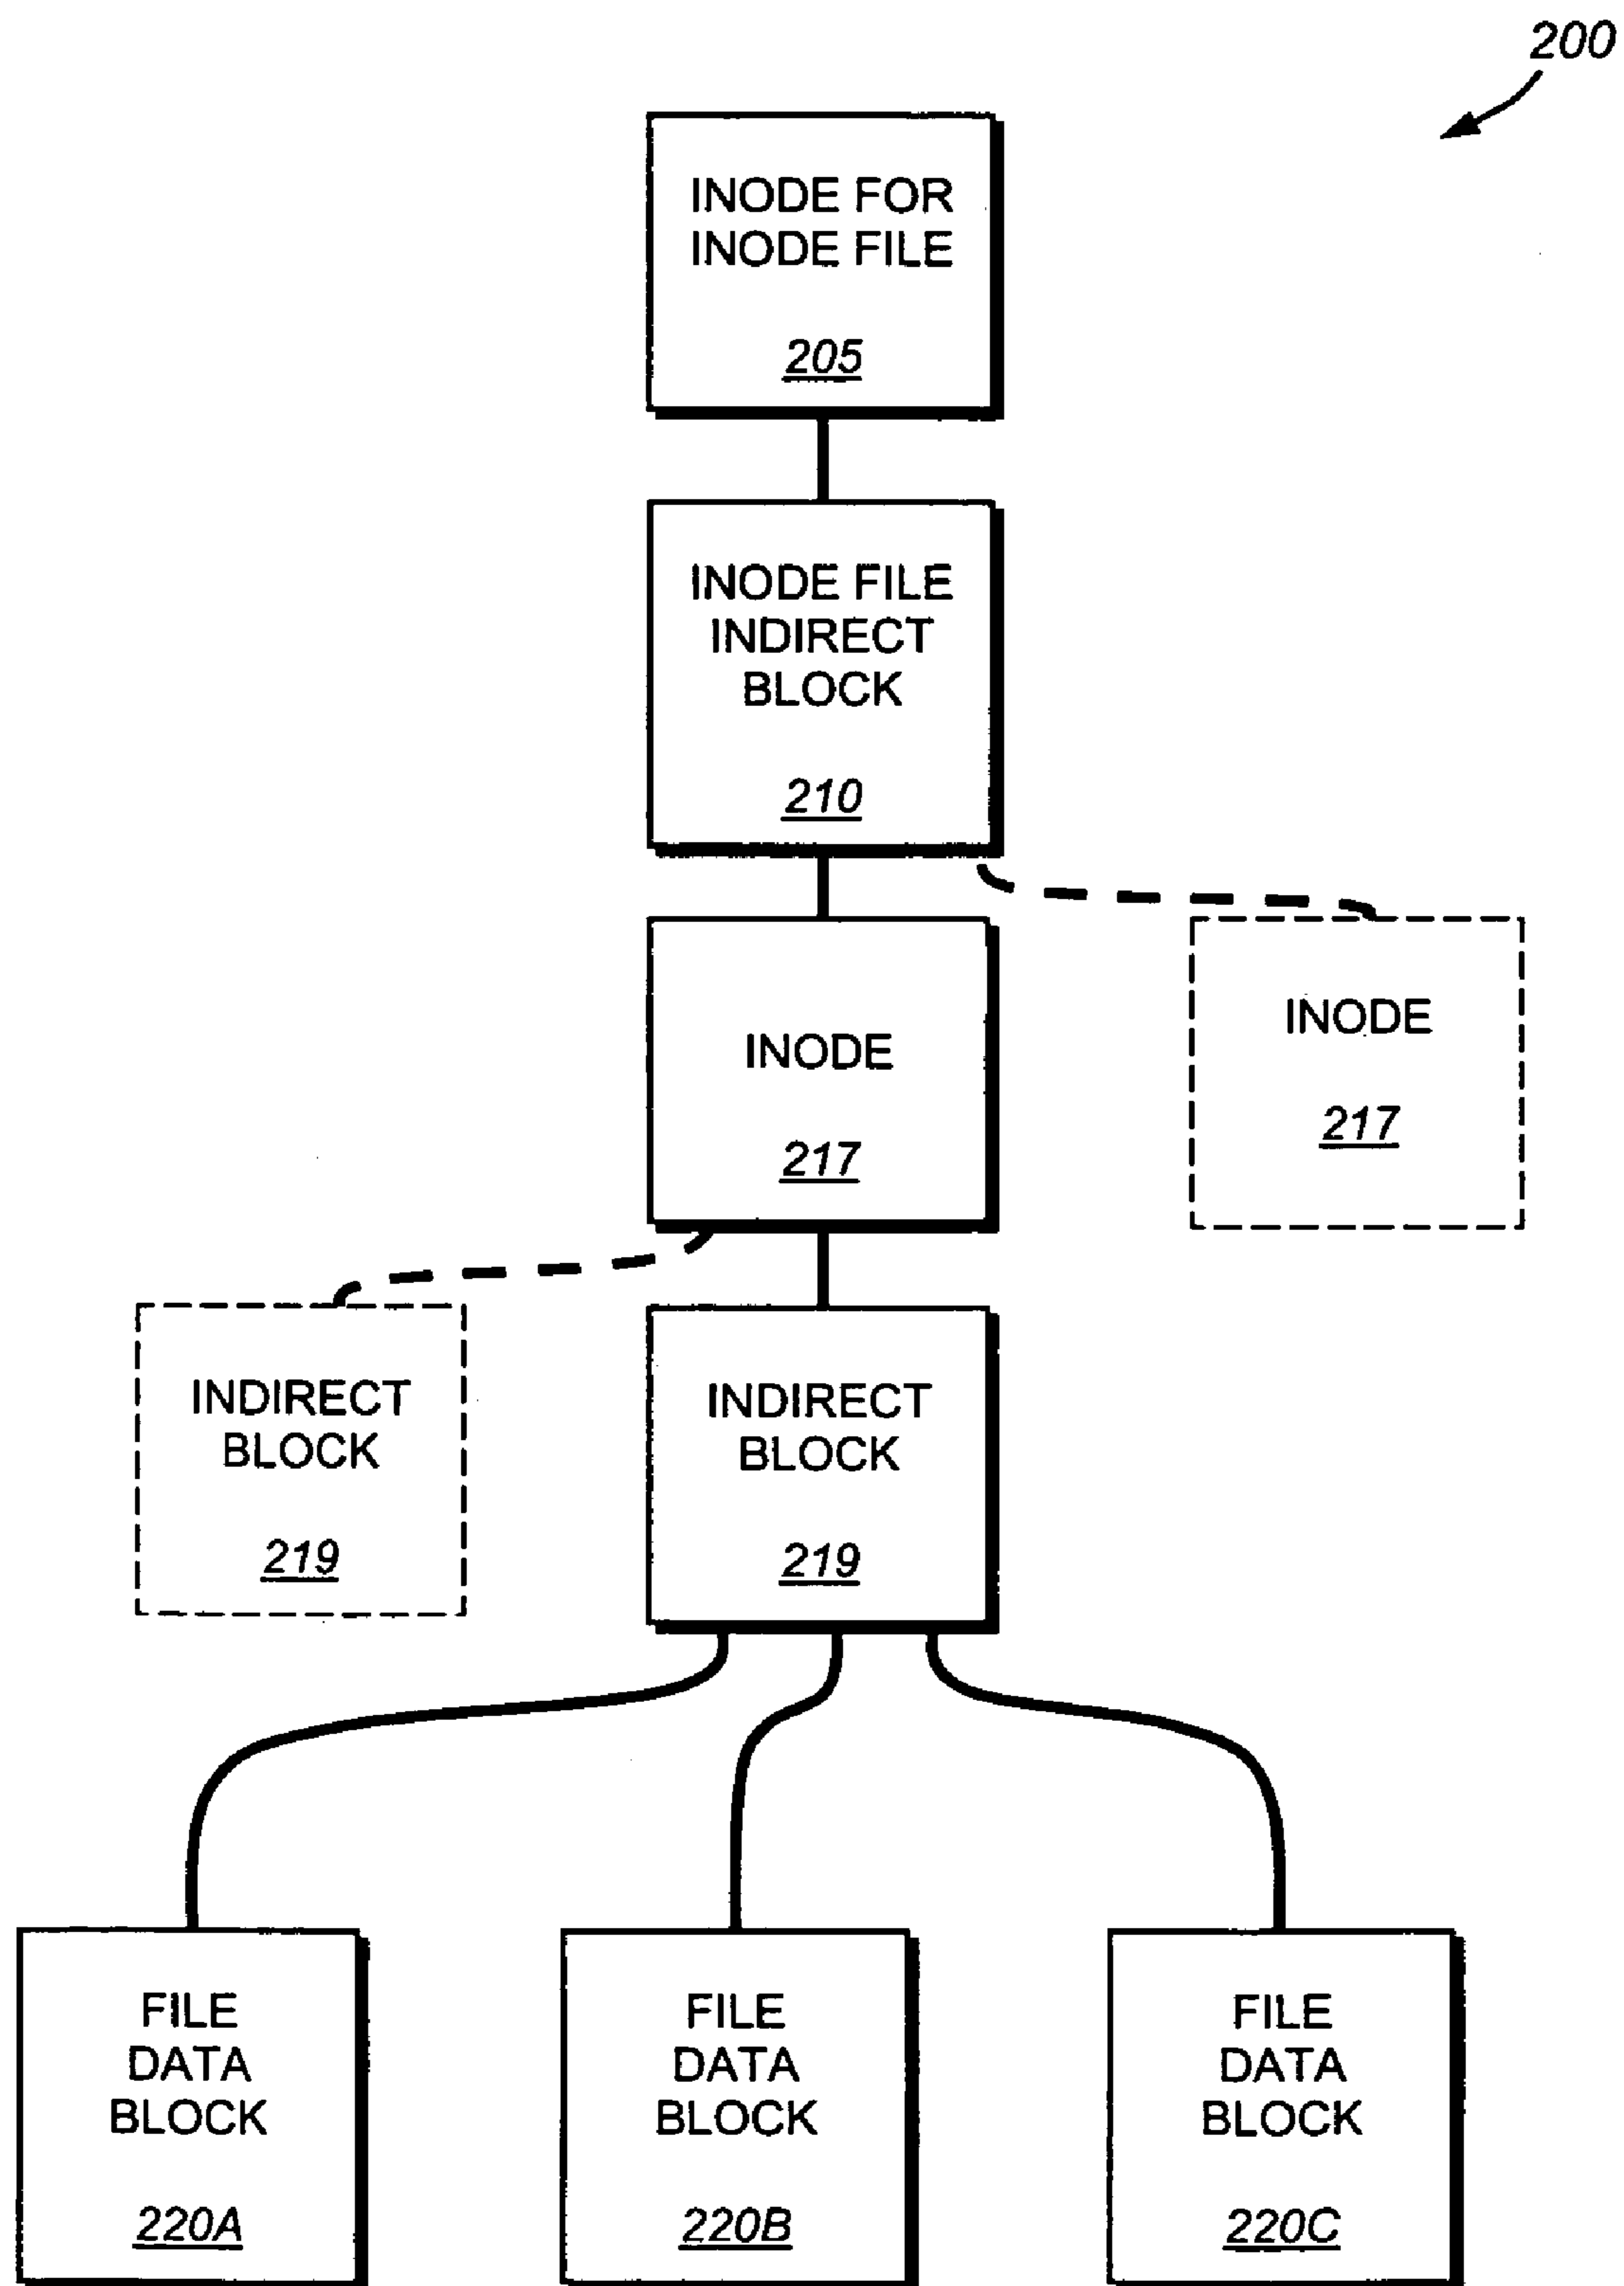 200
INODE FOR
INODE FILE
205
INODE FILE
INDIRECT
BLOCK
210
INODE
217
INODE
217
INDIRECT
BLOCK
219
INDIRECT
BLOCK
219
FILE
DATA
BLOCK
220A
FILE
DATA
BLOCK
220B
FILE
DATA
BLOCK
220C